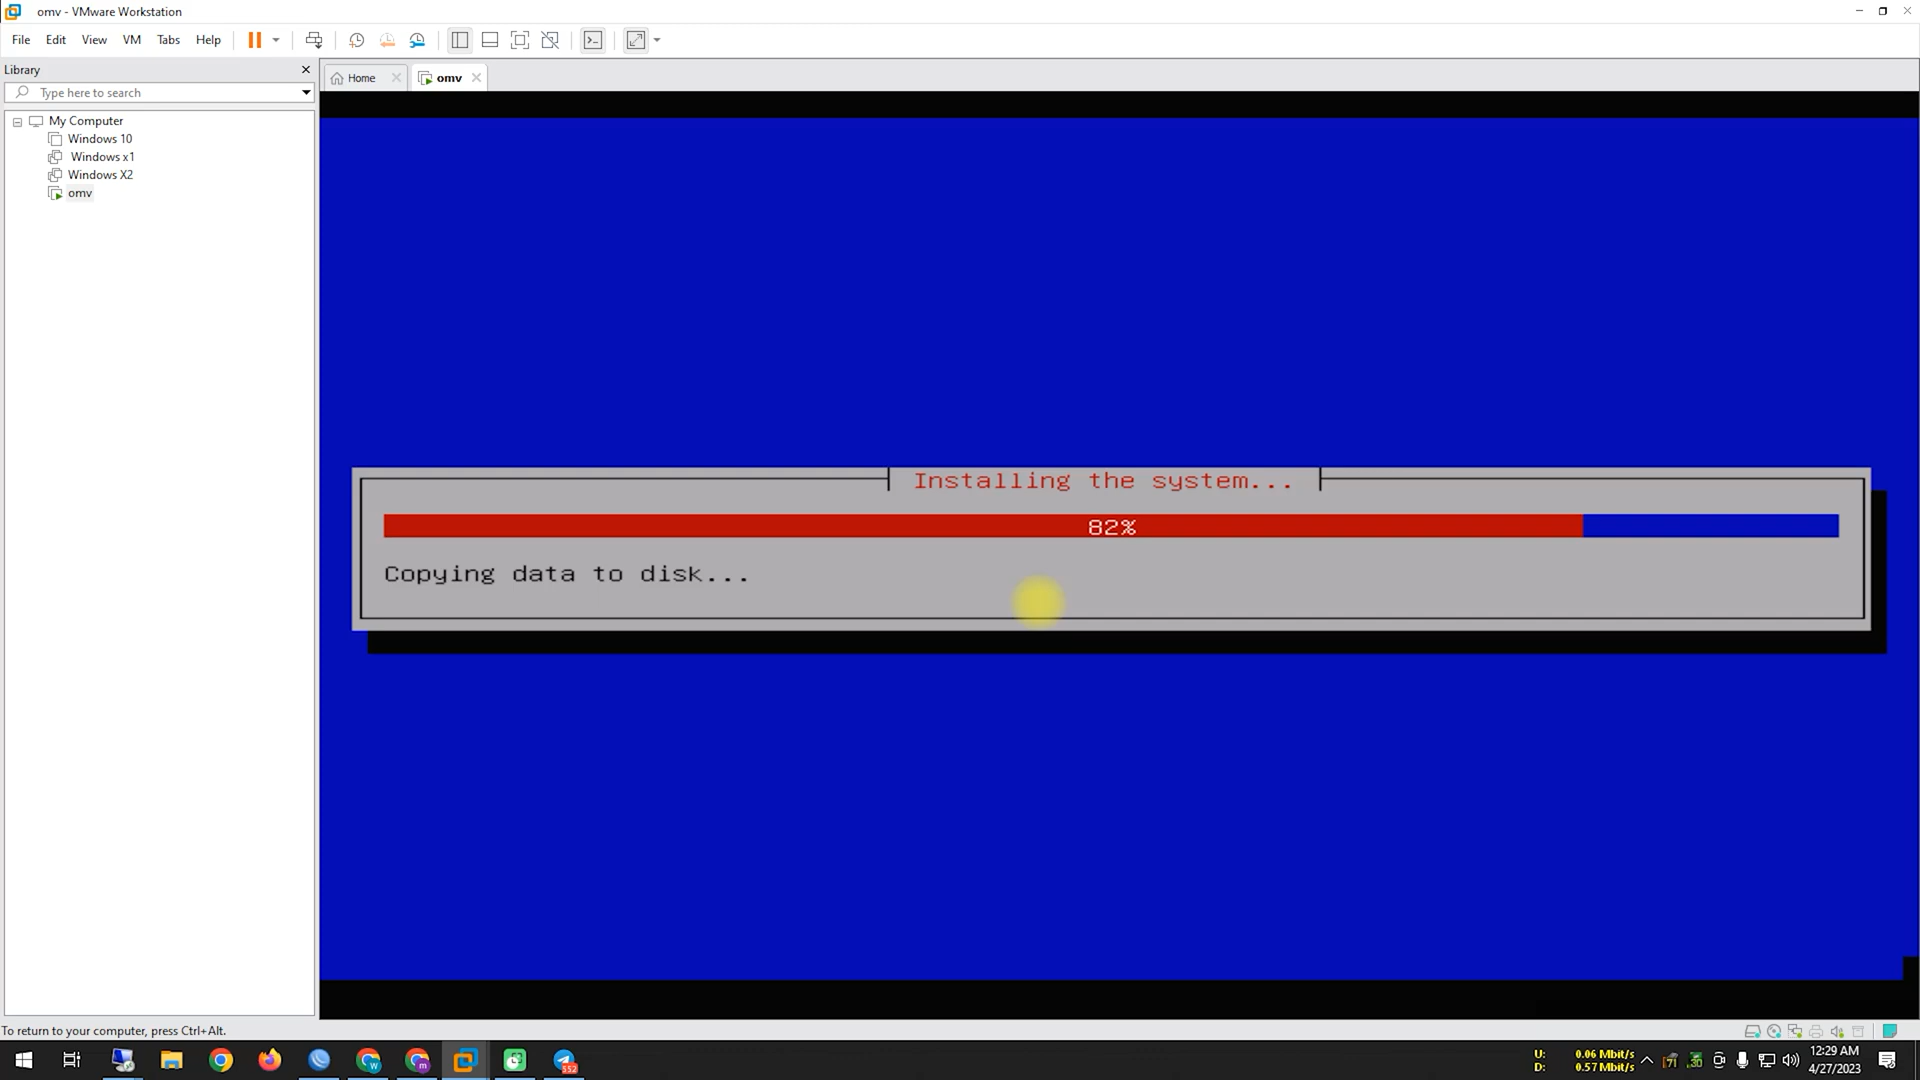 omv - VMware Workstation
File Edit View VM Tabs Help
Library
Type here to search
Home
omv
My Computer
Windows 10
Windows x1
Windows X2
omv
Installing the system...
82%
Copying data to disk...
To return to your computer, press Ctrl+Alt.
552
U: 0.06 Mbit/s
D: 0.57 Mbit/s
12:29 AM
4/27/2023